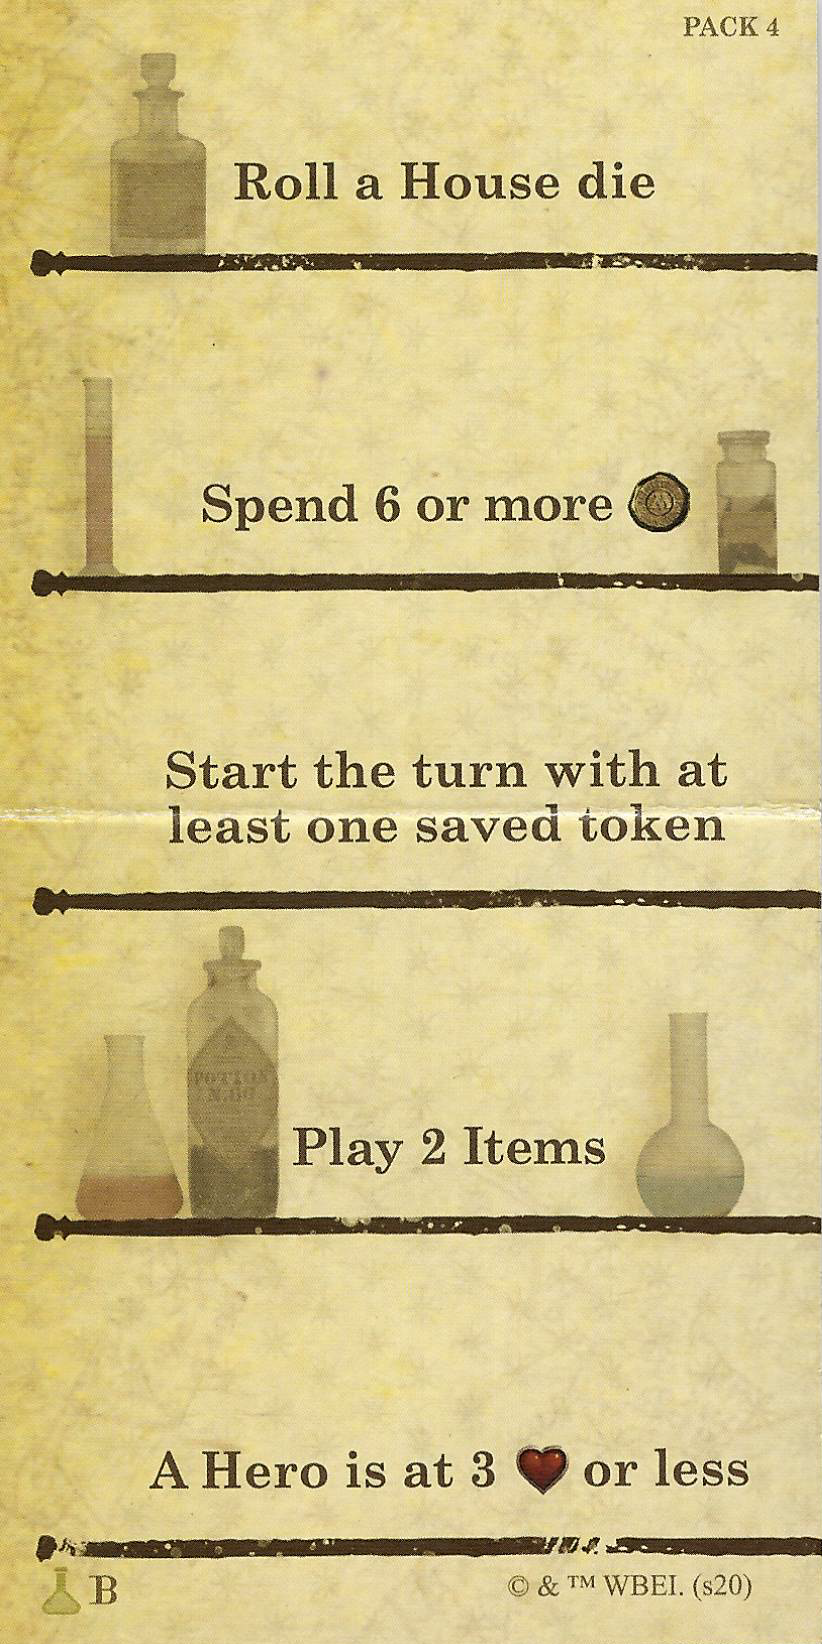 PACK 4
Roll a House die
Spend 6 or more
Start the turn with at
least one saved token
POTION
Play 2 Items
A Hero is at 3 or less
B
© & ™ WBEI. (s20)